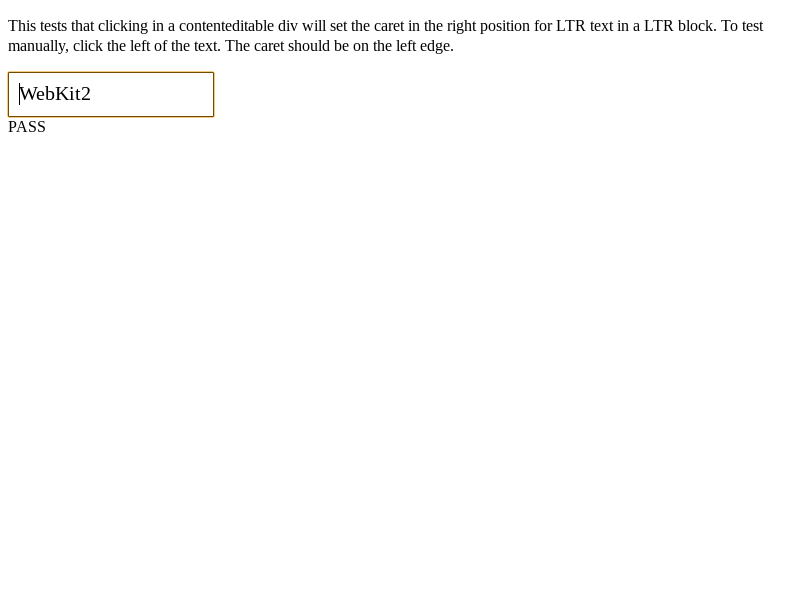 This tests that clicking in a contenteditable div will set the caret in the right position for LTR text in a LTR block. To test
manually, click the left of the text. The caret should be on the left edge.
WebKit2
PASS